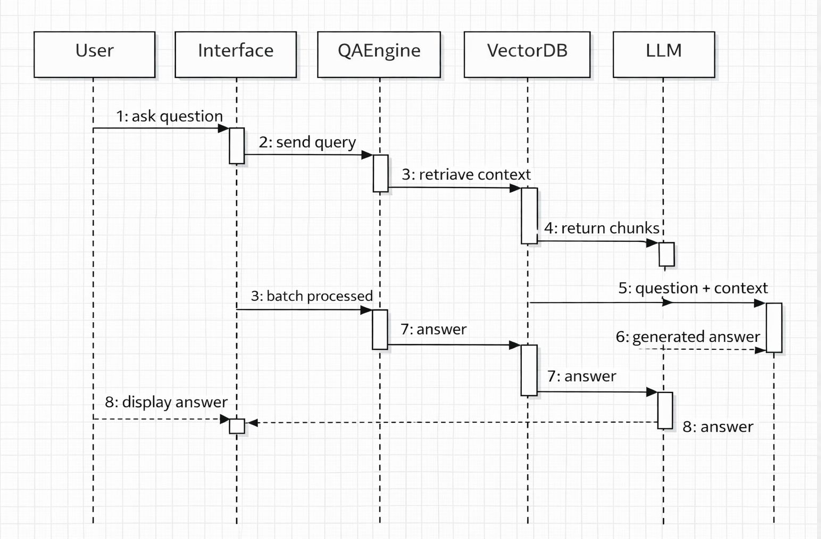 User
Interface
QAEngine
VectorDB
LLM
1: ask question
2: send query
3: retriave context
4: return chunks
5: question + context
3: batch processed
7: answer
6: generated answer
7: answer
8: display answer
8: answer